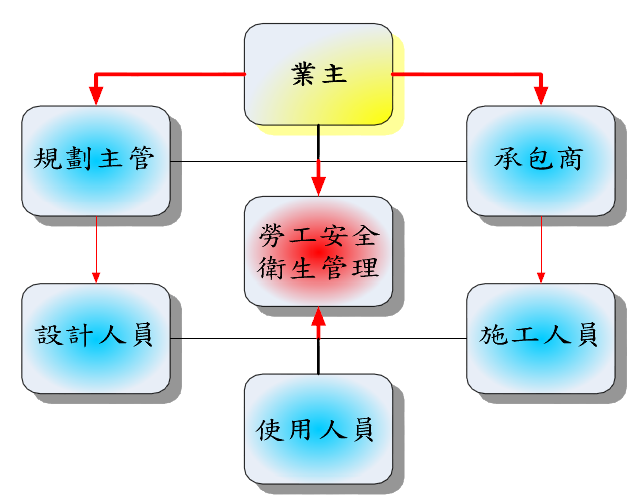 業主
規劃主管
承包商
勞工安全
衛生管理
設計人員
施工人員
使用人員